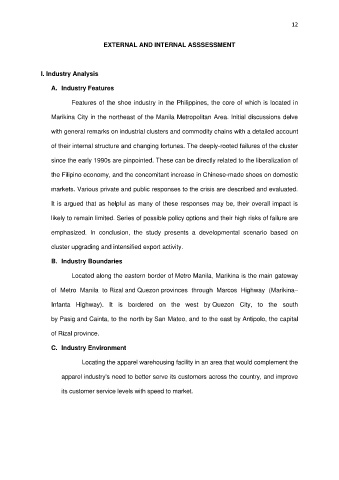 12
EXTERNAL AND INTERNAL ASSSESSMENT
I. Industry Analysis
A. Industry Features
Features of the shoe industry in the Philippines, the core of which is located in
Marikina City in the northeast of the Manila Metropolitan Area. Initial discussions delve
with general remarks on industrial clusters and commodity chains with a detailed account
of their internal structure and changing fortunes. The deeply-rooted failures of the cluster
since the early 1990s are pinpointed. These can be directly related to the liberalization of
the Filipino economy, and the concomitant increase in Chinese-made shoes on domestic
markets. Various private and public responses to the crisis are described and evaluated.
It is argued that as helpful as many of these responses may be, their overall impact is
likely to remain limited. Series of possible policy options and their high risks of failure are
emphasized. In conclusion, the study presents a developmental scenario based on
cluster upgrading and intensified export activity.
B. Industry Boundaries
Located along the eastern border of Metro Manila, Marikina is the main gateway
of Metro Manila to Rizal and Quezon provinces through Marcos Highway (Marikina–
Infanta Highway). It is bordered on the west by Quezon City, to the south
by Pasig and Cainta, to the north by San Mateo, and to the east by Antipolo, the capital
of Rizal province.
C. Industry Environment
Locating the apparel warehousing facility in an area that would complement the
apparel industry's need to better serve its customers across the country, and improve
its customer service levels with speed to market.